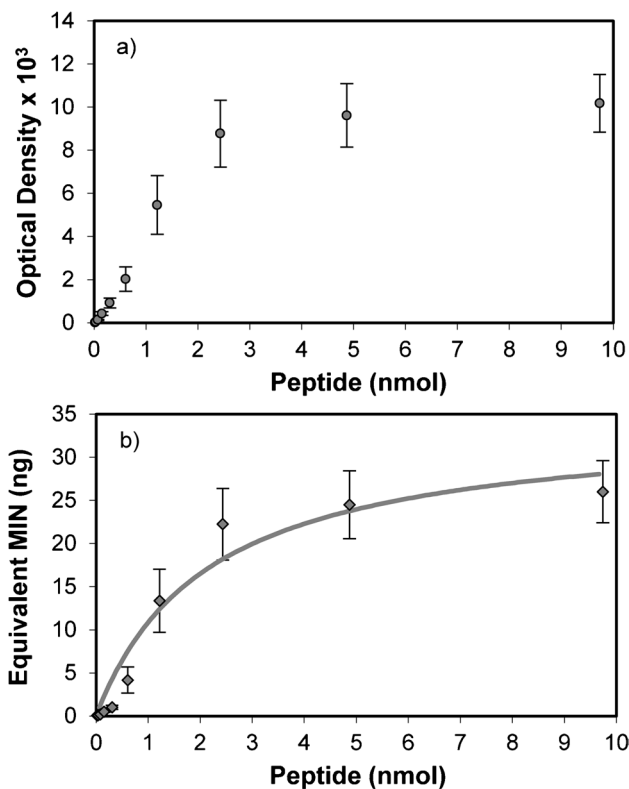 a)
Optical Density x 10³
14
12
10
8
6
4
2
0
0 1 2 3 4 5 6 7 8 9 10
Peptide (nmol)
b)
Equivalent MIN (ng)
35
30
25
20
15
10
5
0
0 1 2 3 4 5 6 7 8 9 10
Peptide (nmol)